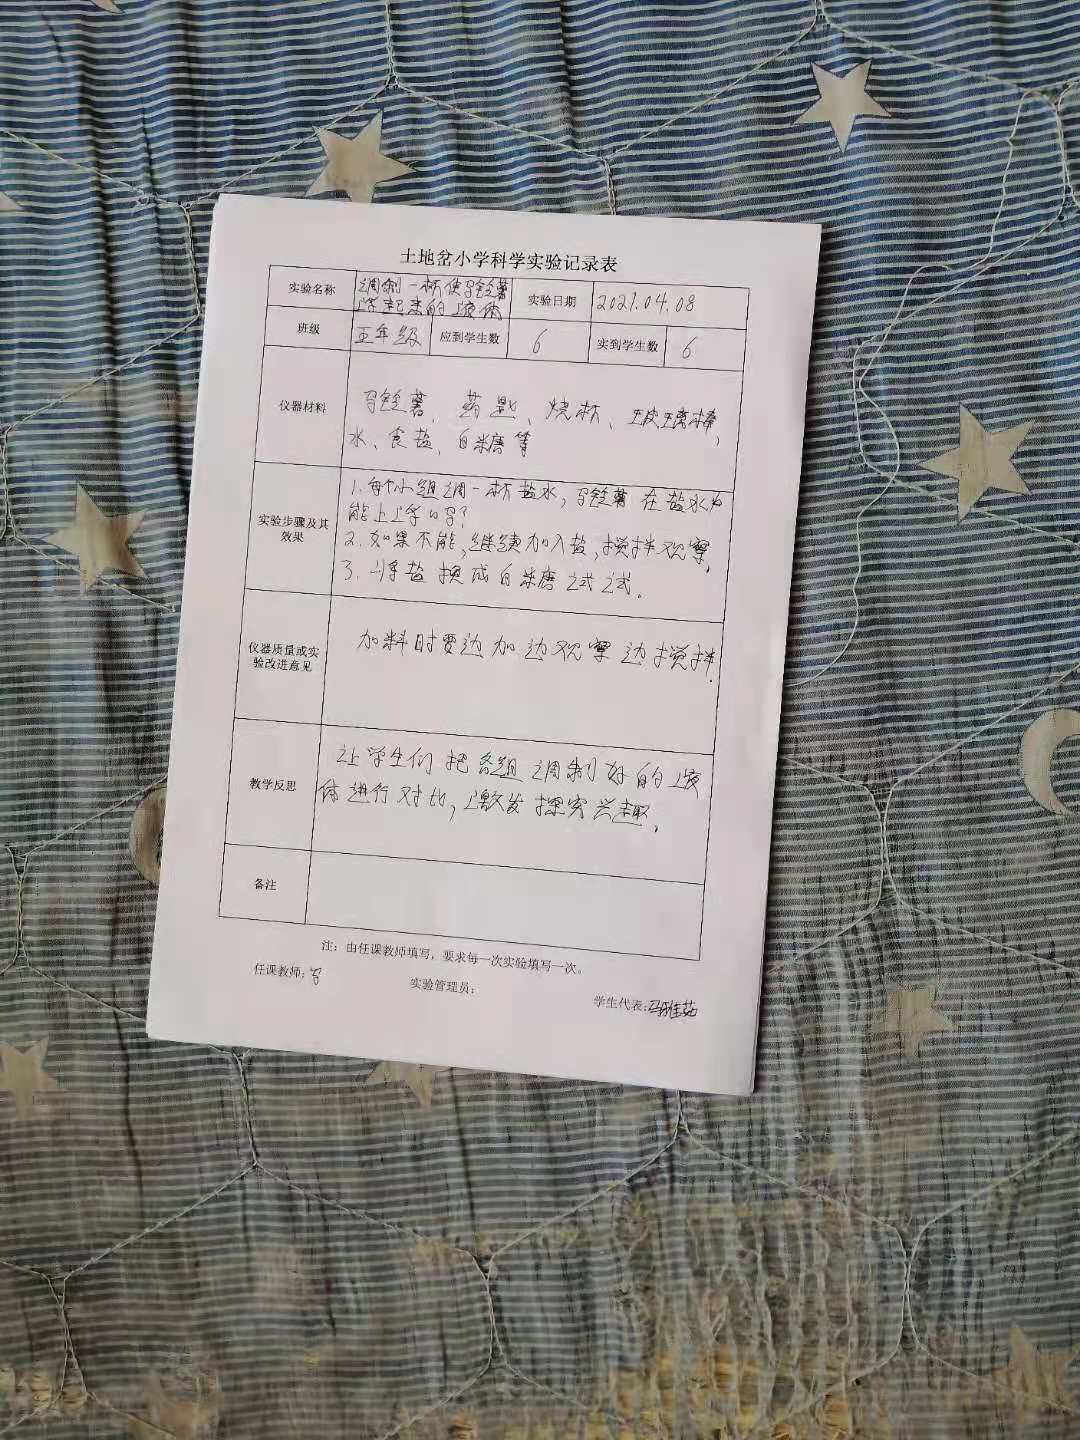 土地岔小学科学实验记录表
实验名称 调制一杯使马铃薯浮起来的液体 实验日期 2021.04.08
班级 五年级 应到学生数 6 实到学生数 6
仪器材料 马铃薯、药匙、烧杯、玻璃棒，
水、食盐、白糖等
实验步骤及其效果
1.每个小组调一杯盐水，马铃薯在盐水内
能上浮吗？
2.如果不能，继续加入盐，搅拌观察。
3.将盐换成白糖试试。
仪器质量或实验改进意见
加料时要边加边观察边搅拌.
教学反思 让学生们把各组调制好的液
体进行对比，激发探究兴趣，
备注
注：由任课教师填写，要求每一次实验填写一次。
任课教师： 实验管理员： 学生代表：马雅茹